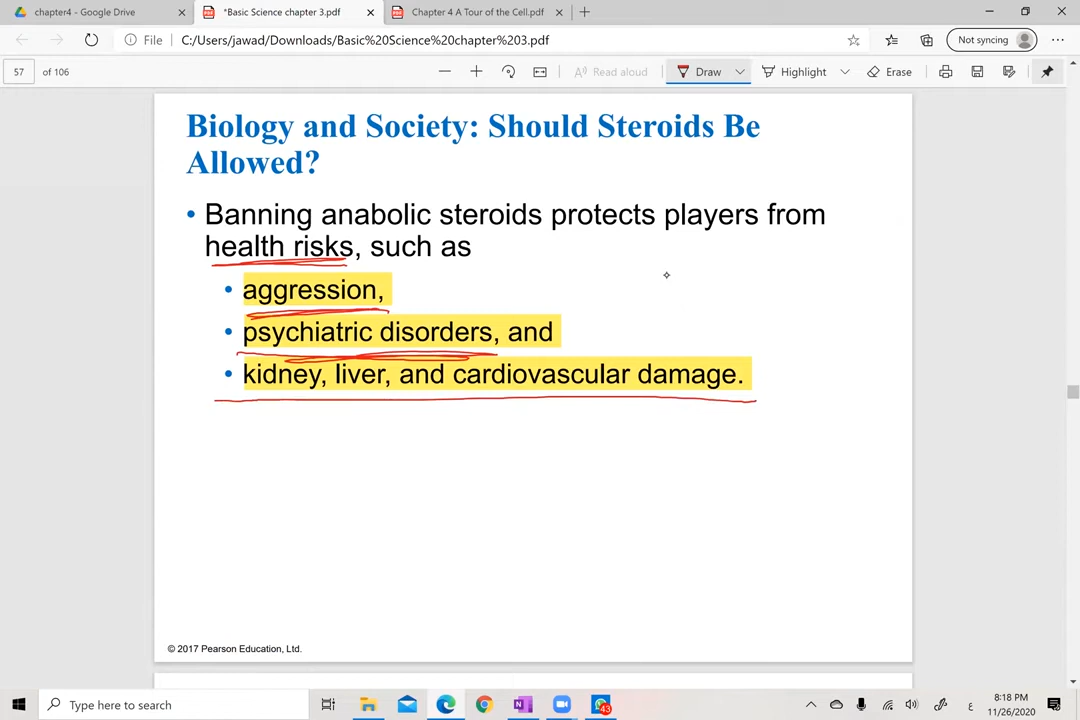 chapter4 - Google Drive
*Basic Science chapter 3.pdf
Chapter 4 A Tour of the Cell.pdf
File
C:/Users/jawad/Downloads/Basic%20Science%20chapter%203.pdf
Not syncing
57 of 106
Read aloud
Draw
Highlight
Erase
Biology and Society: Should Steroids Be
Allowed?
• Banning anabolic steroids protects players from
health risks, such as
• aggression,
• psychiatric disorders, and
• kidney, liver, and cardiovascular damage.
© 2017 Pearson Education, Ltd.
Type here to search
43
ع
8:18 PM
11/26/2020